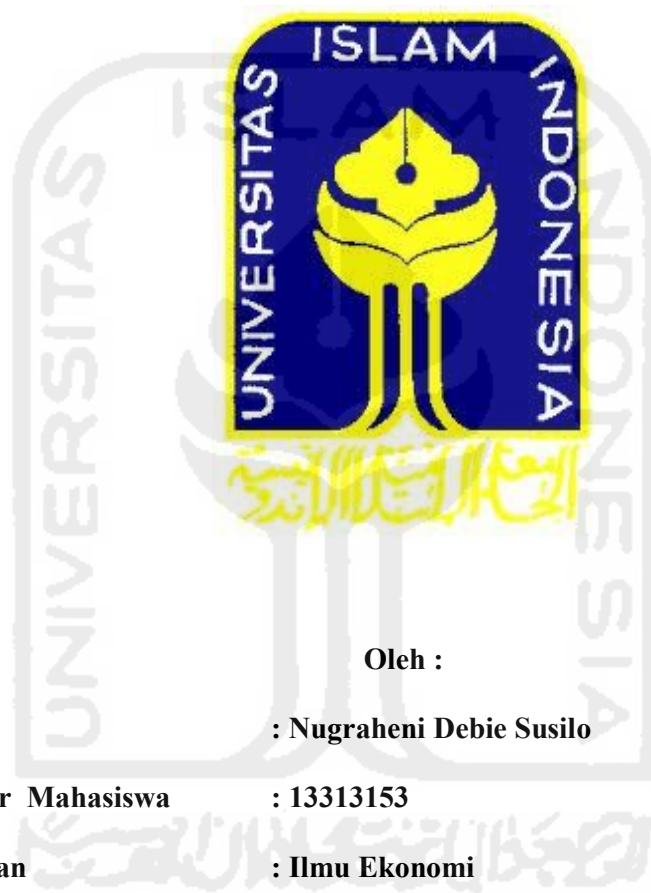 ISLAM
UNIVERSITAS
INDONESIA
Oleh :
: Nugraheni Debie Susilo
r Mahasiswa : 13313153
an : Ilmu Ekonomi